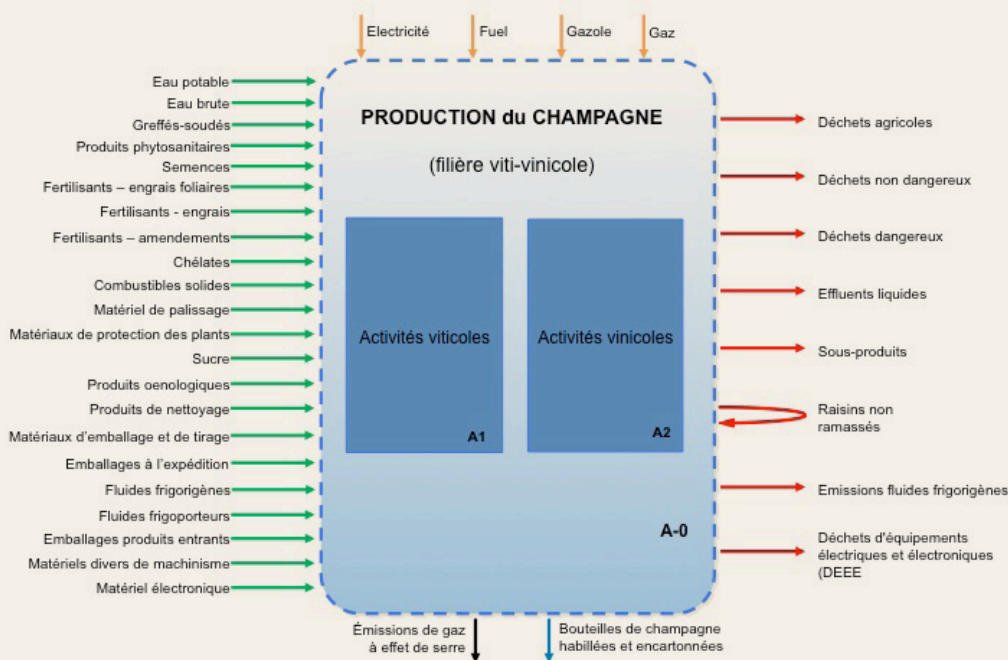 Electricité
Fuel
Gazole
Gaz
Eau potable
Eau brute
Greffés-soudés
Produits phytosanitaires
Semences
Fertilisants – engrais foliaires
Fertilisants - engrais
Fertilisants – amendements
Chélates
Combustibles solides
Matériel de palissage
Matériaux de protection des plants
Sucre
Produits oenologiques
Produits de nettoyage
Matériaux d'emballage et de tirage
Emballages à l'expédition
Fluides frigorigènes
Fluides frigoporteurs
Emballages produits entrants
Matériels divers de machinisme
Matériel électronique
PRODUCTION du CHAMPAGNE
(filière viti-vinicole)
Activités viticoles
A1
Activités vinicoles
A2
A-0
Déchets agricoles
Déchets non dangereux
Déchets dangereux
Effluents liquides
Sous-produits
Raisins non
ramassés
Emissions fluides frigorigènes
Déchets d'équipements
électriques et électroniques
(DEEE
Émissions de gaz
à effet de serre
Bouteilles de champagne
habillées et encartonnées